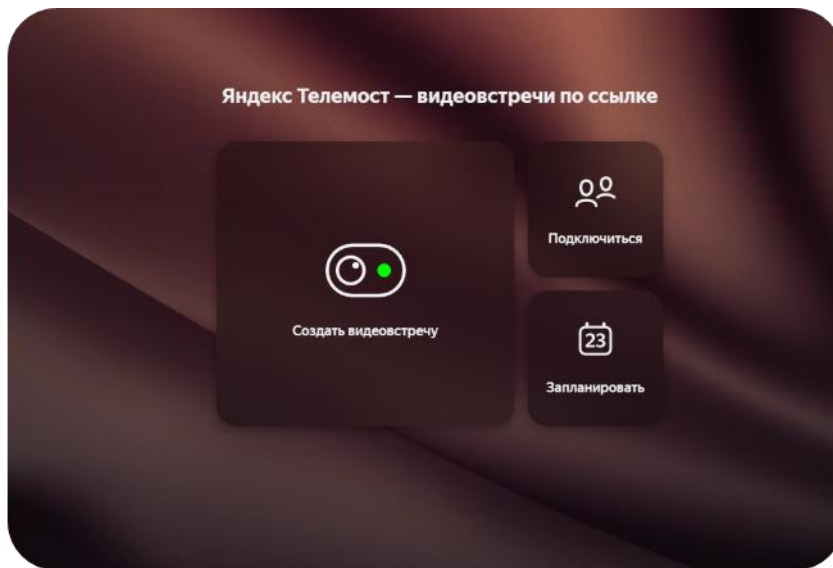 Яндекс Телемост — видеовстречи по ссылке
Создать видеовстречу
Подключиться
23
Запланировать